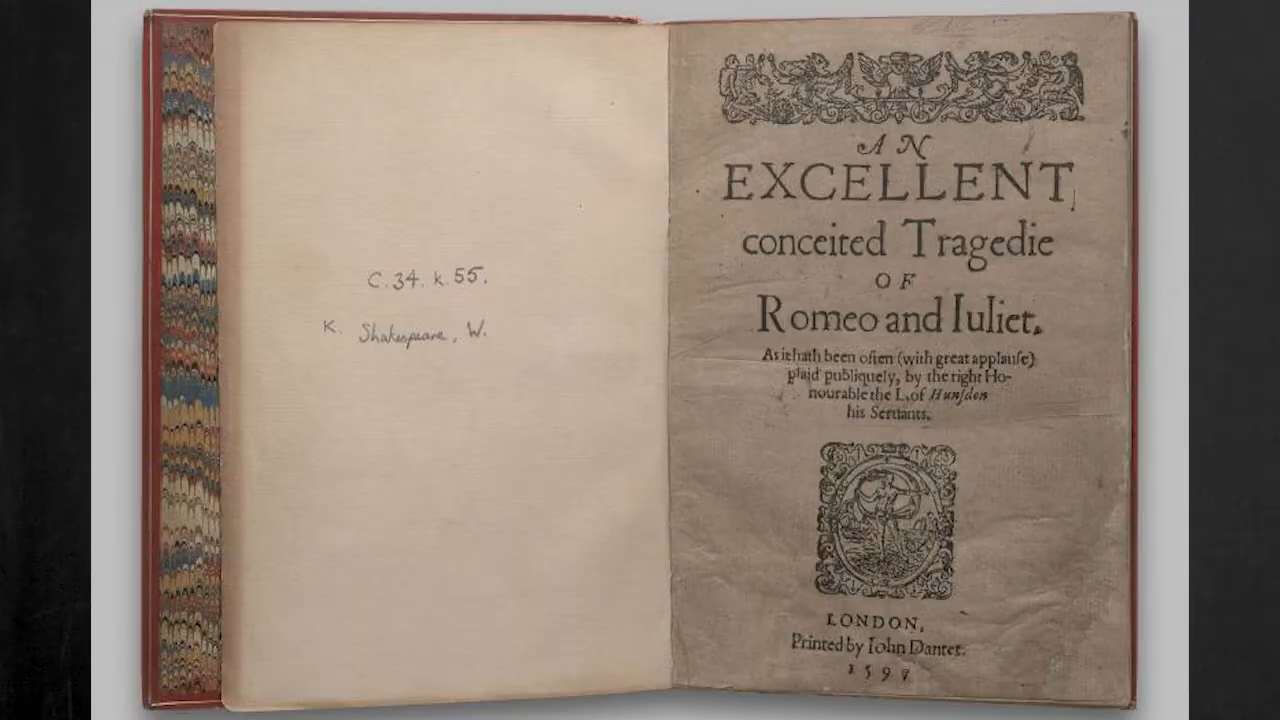 C.34.k.55.
K. Shakespeare, W.
AN
EXCELLENT
conceited Tragedie
OF
Romeo and Iuliet.
As it hath been often (with great applause)
plaid publiquely, by the right Ho-
nourable the L. of Hunsdon
his Seruants.
LONDON,
Printed by Iohn Danter.
1597